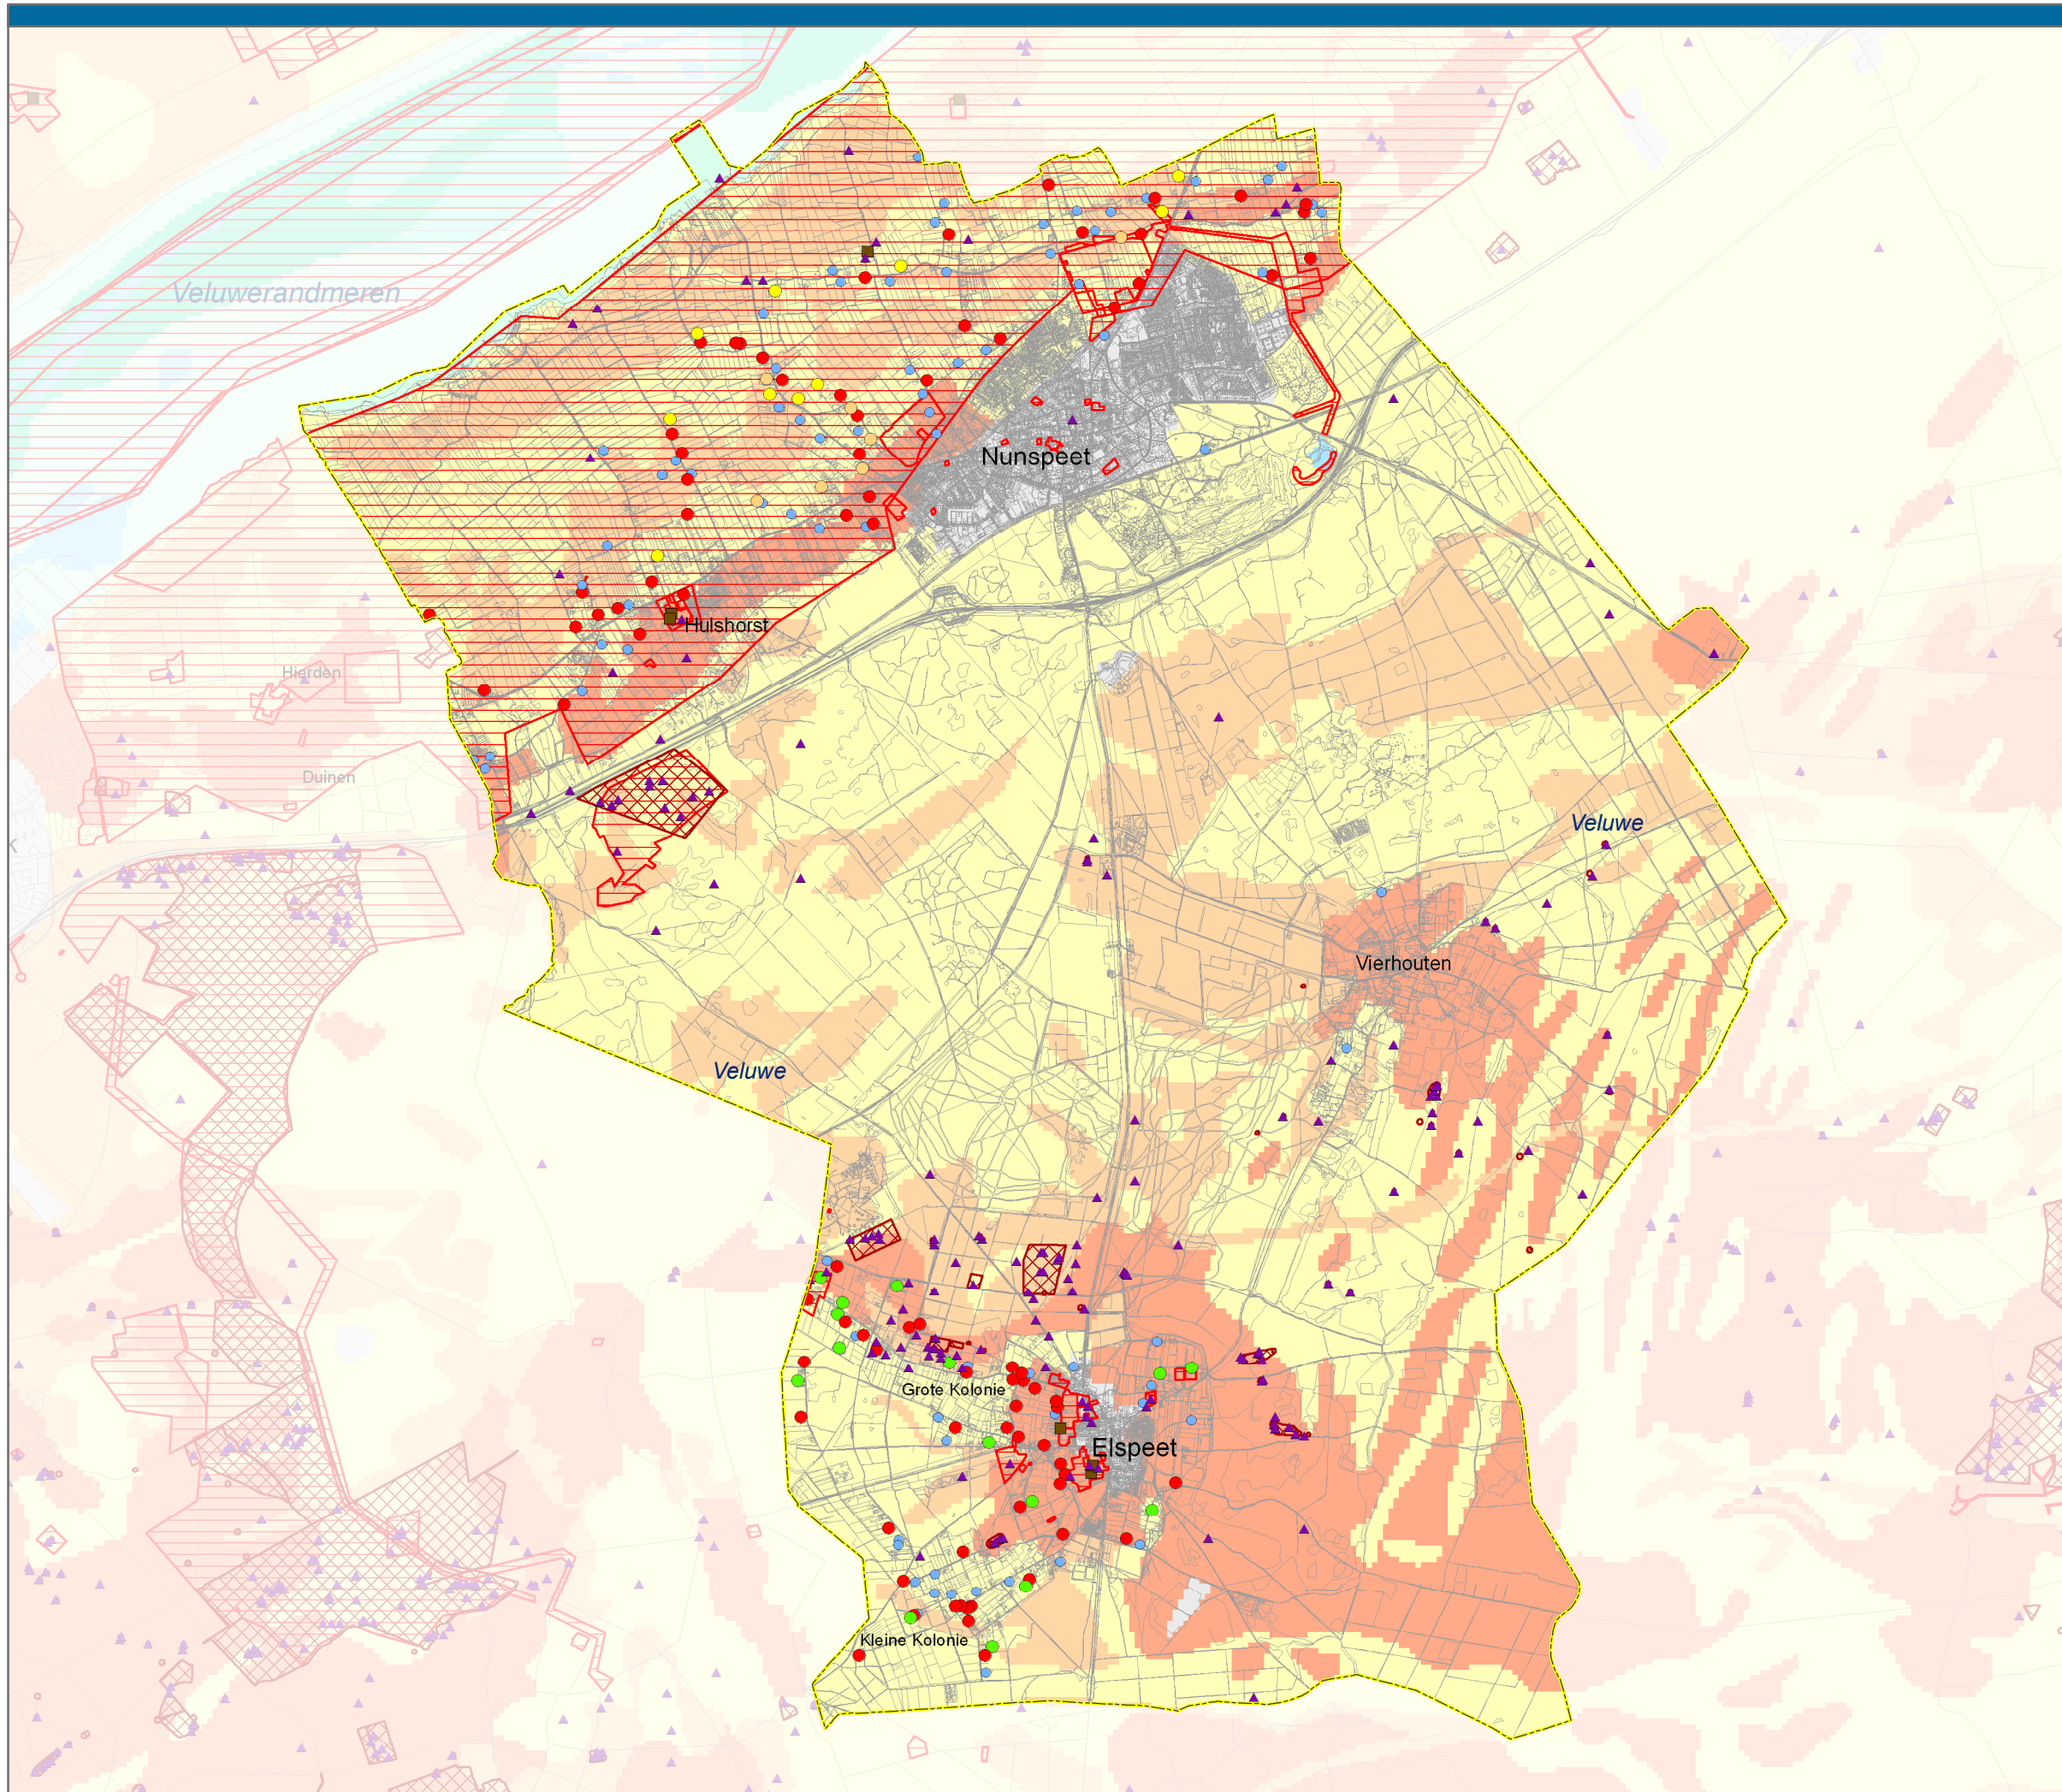 Veluwerandmeren
Nunspeet
Hulshorst
Hierden
Duinen
Veluwe
Vierhouten
Veluwe
Grote Kolonie
Elspeet
Kleine Kolonie